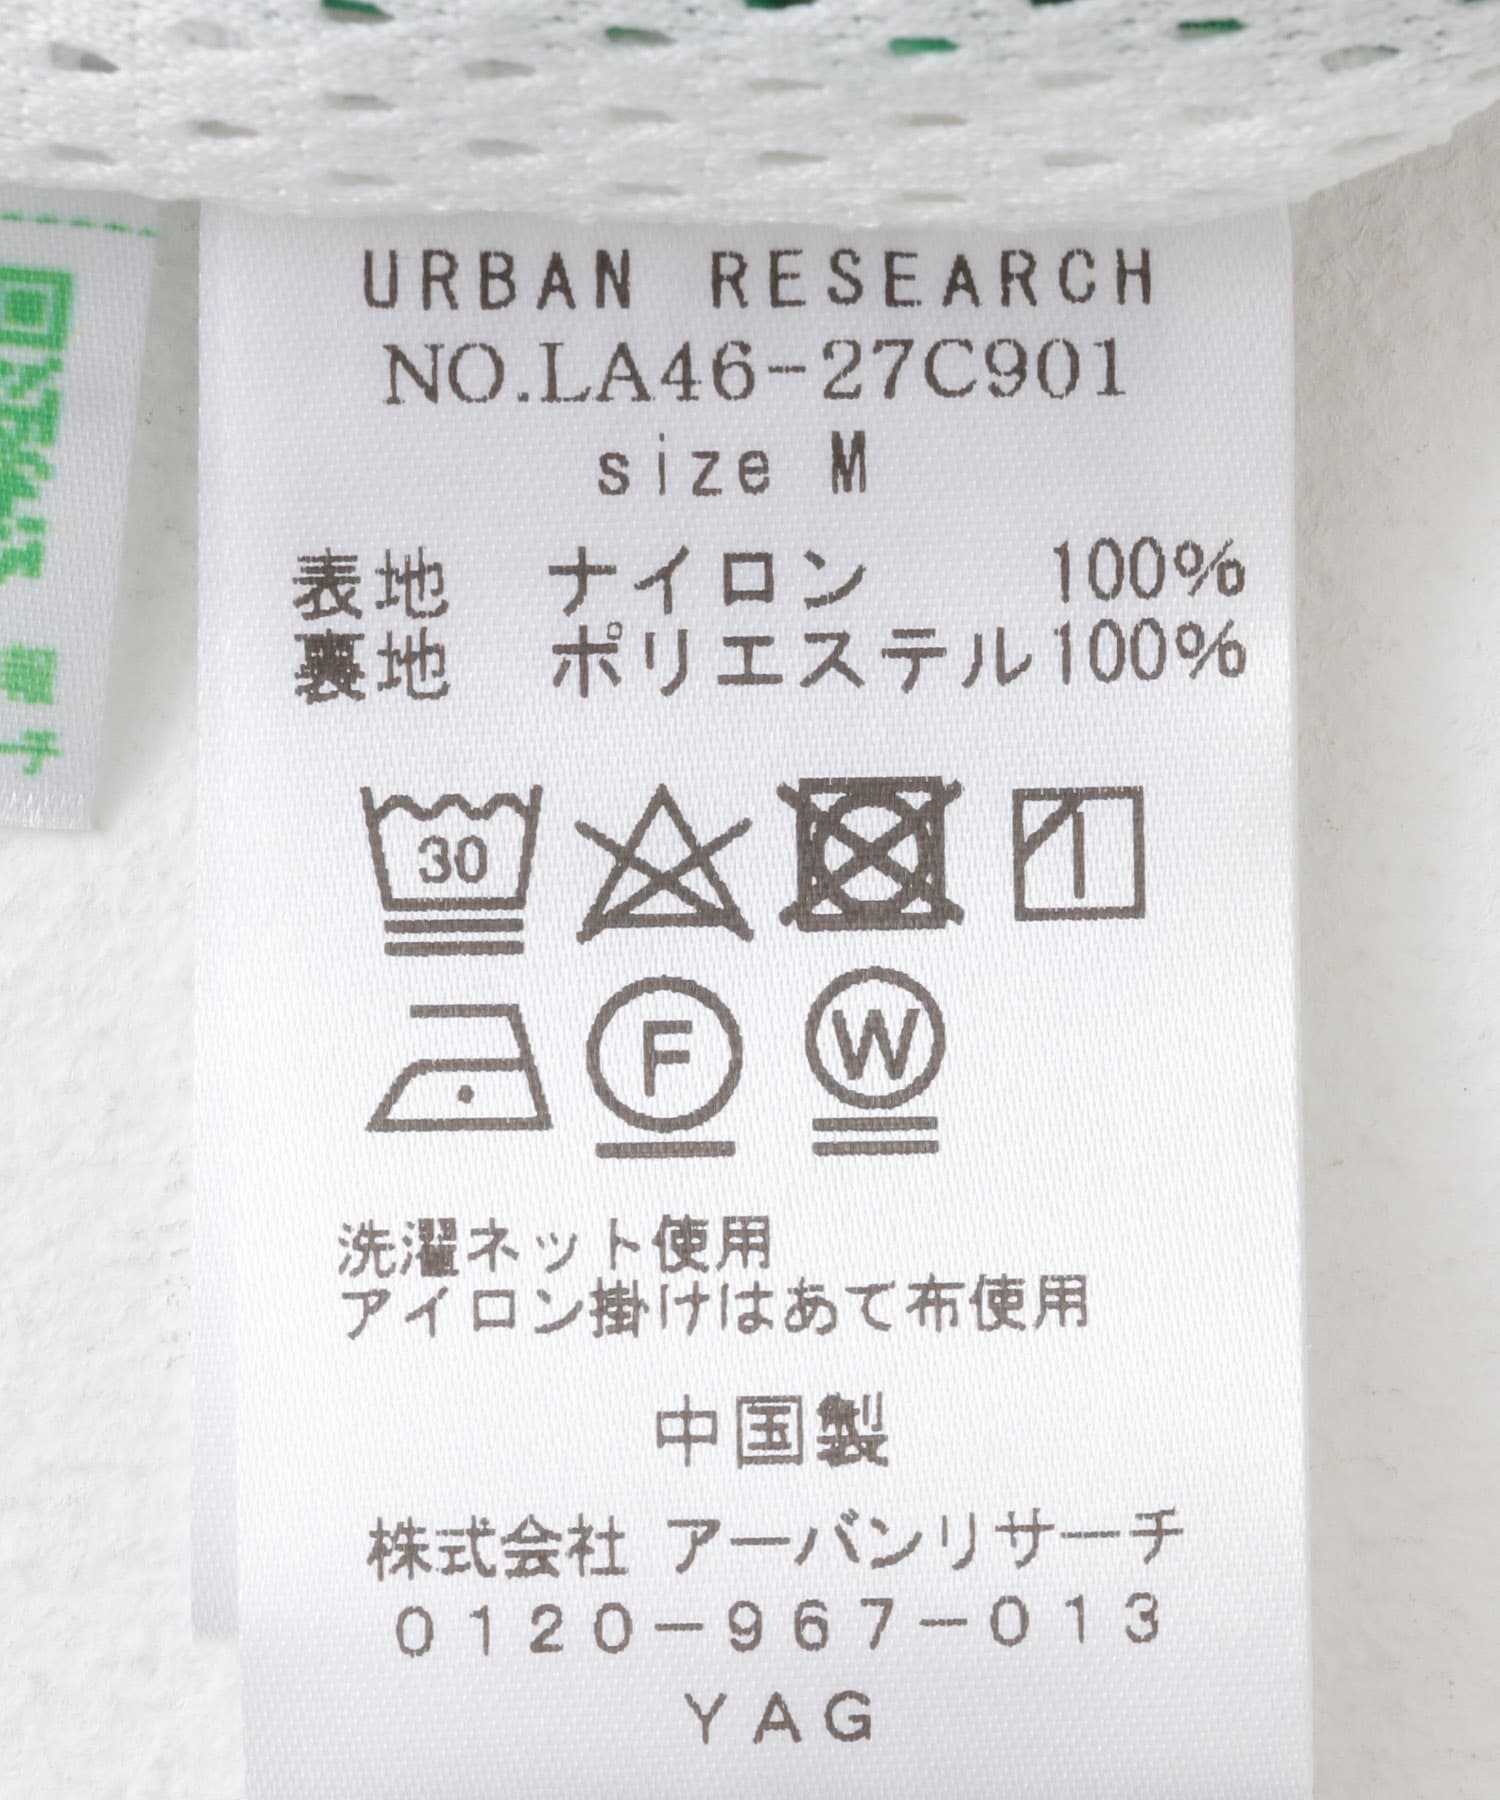 URBAN RESEARCH
NO.LA46-27C901
size M
表地 ナイロン 100%
裏地 ポリエステル100%
30
F
W
洗濯ネット使用
アイロン掛けはあて布使用
中国製
株式会社 アーバンリサーチ
0120-967-013
YAG